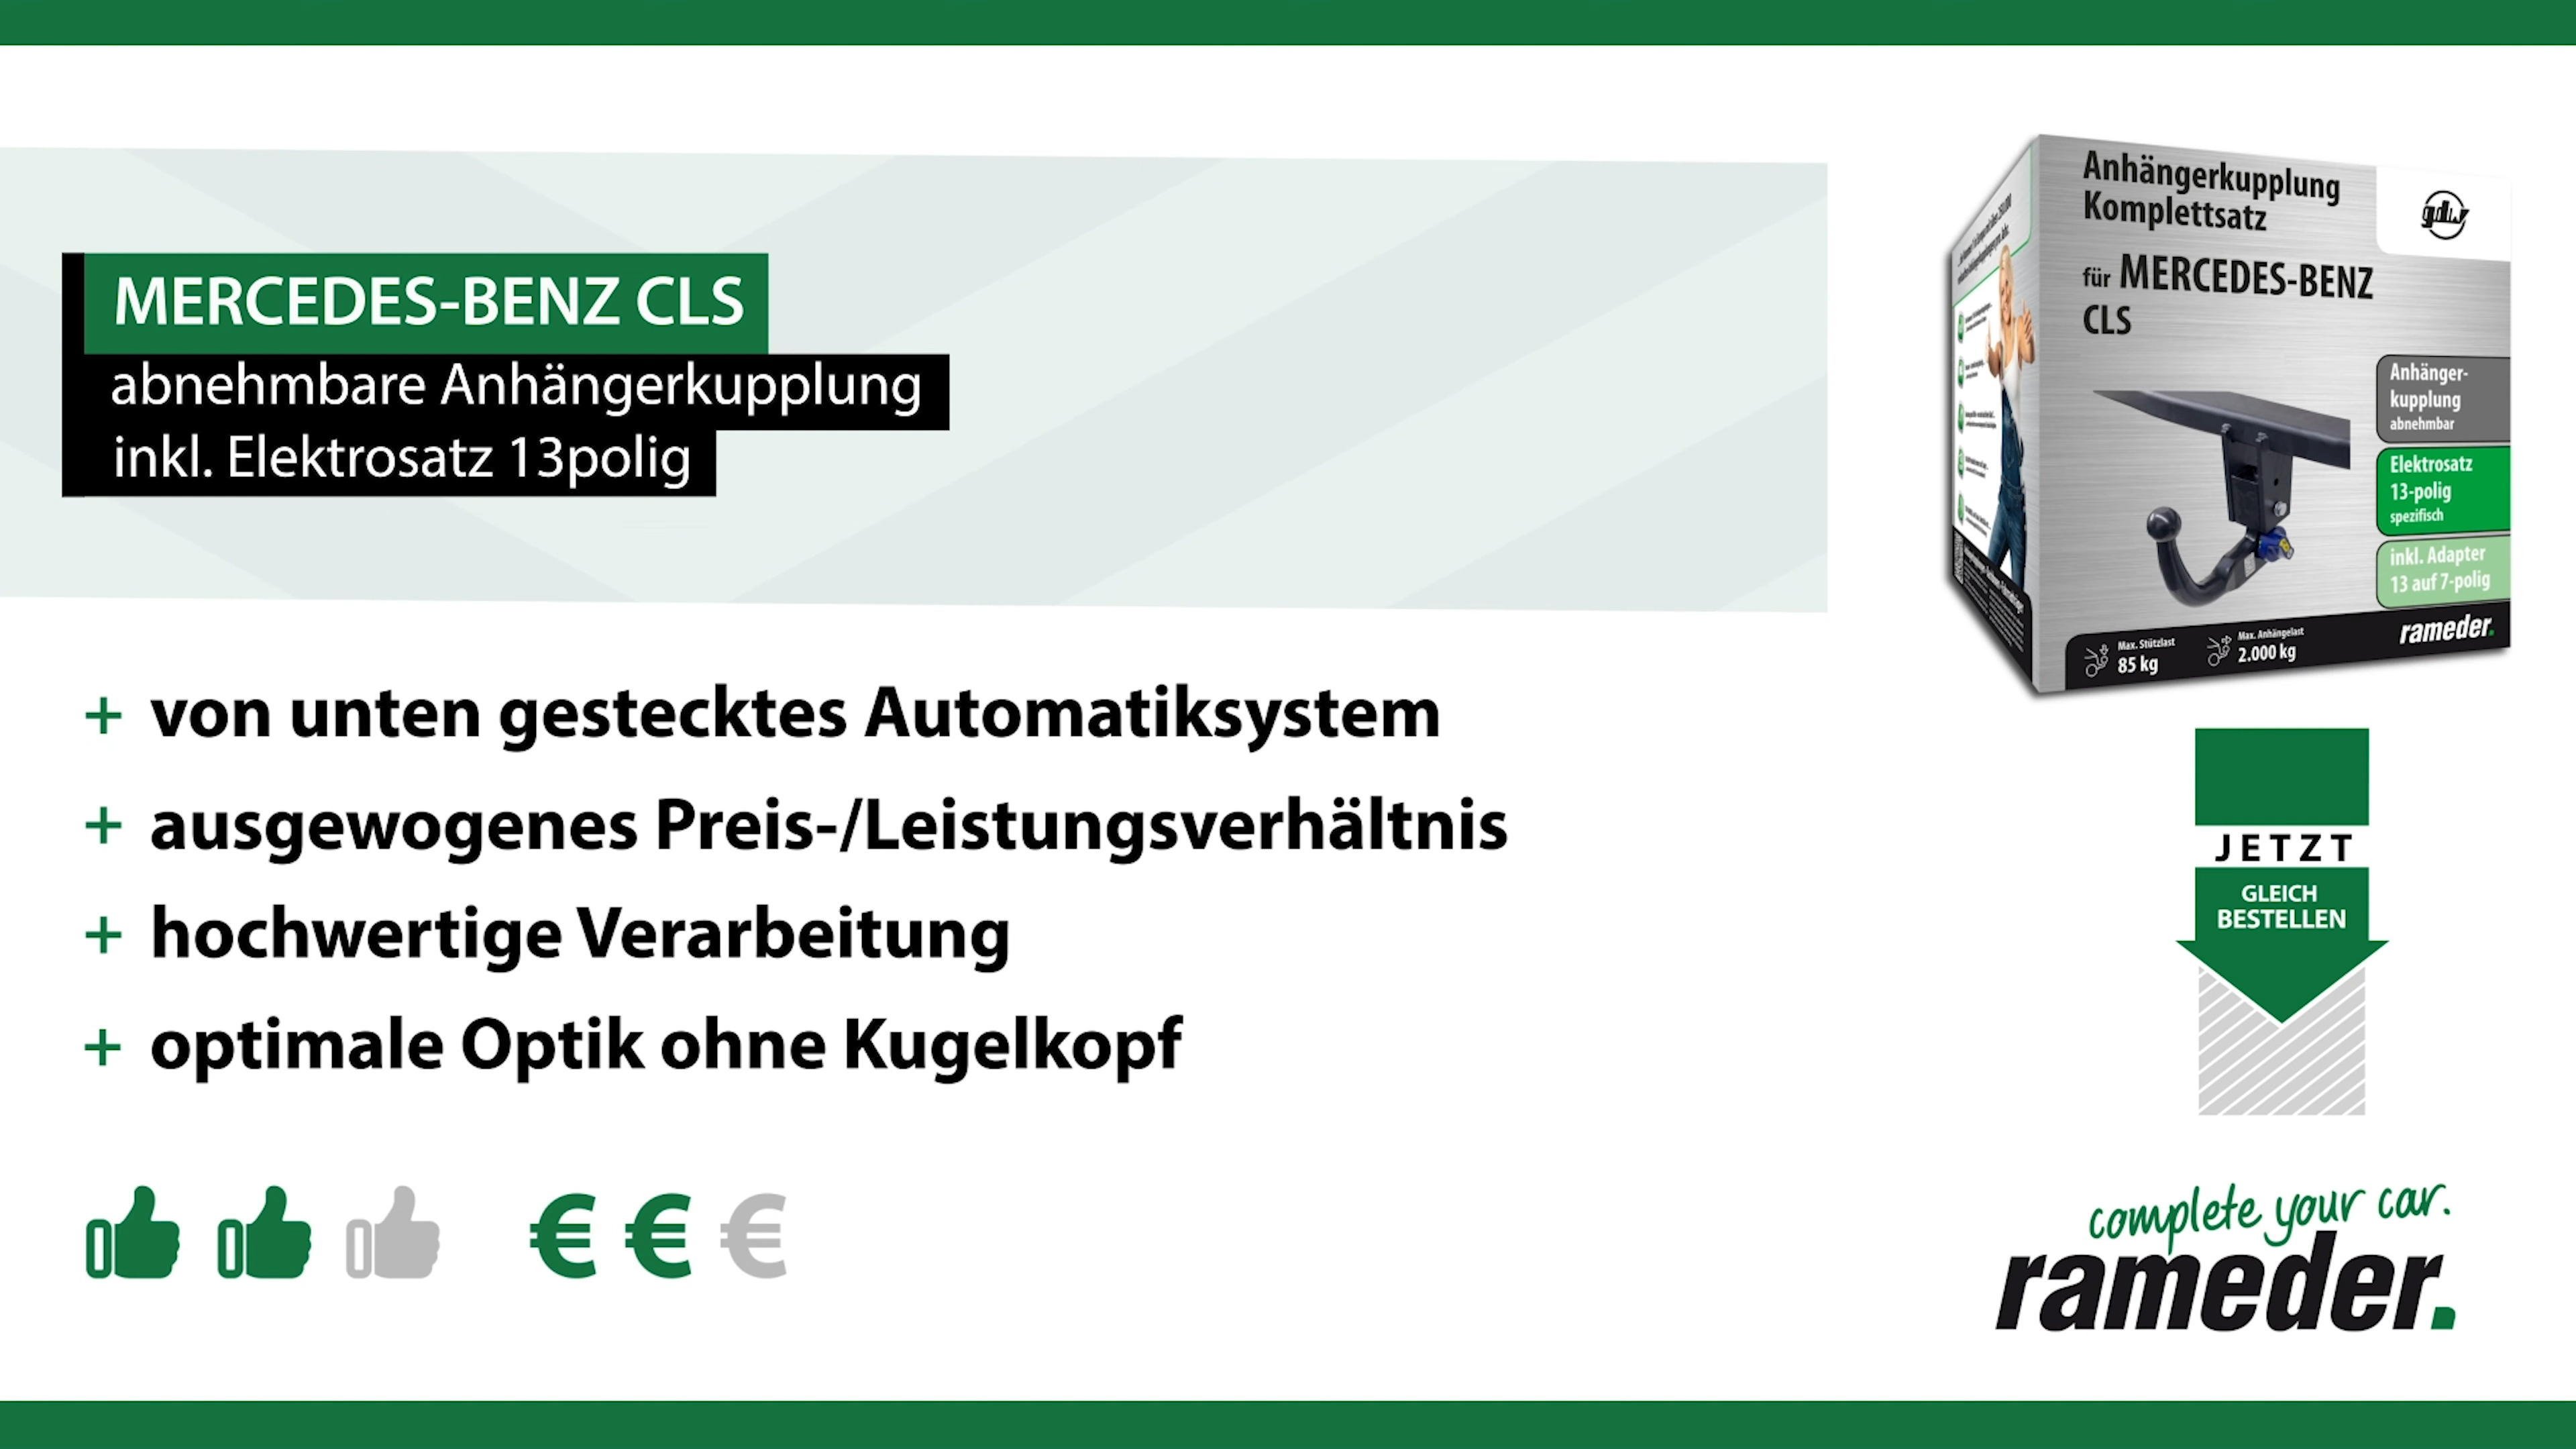 MERCEDES-BENZ CLS
abnehmbare Anhängerkupplung
inkl. Elektrosatz 13polig
+ von unten gestecktes Automatiksystem
+ ausgewogenes Preis-/Leistungsverhältnis
+ hochwertige Verarbeitung
+ optimale Optik ohne Kugelkopf
€ € €
Anhängerkupplung
Komplettsatz
für MERCEDES-BENZ
CLS
gdw
Anhänger-
kupplung
abnehmbar
Elektrosatz
13-polig
spezifisch
inkl. Adapter
13 auf 7-polig
Max. Stützlast
85 kg
Max. Anhängelast
2.000 kg
rameder.
JETZT
GLEICH
BESTELLEN
complete your car.
rameder.